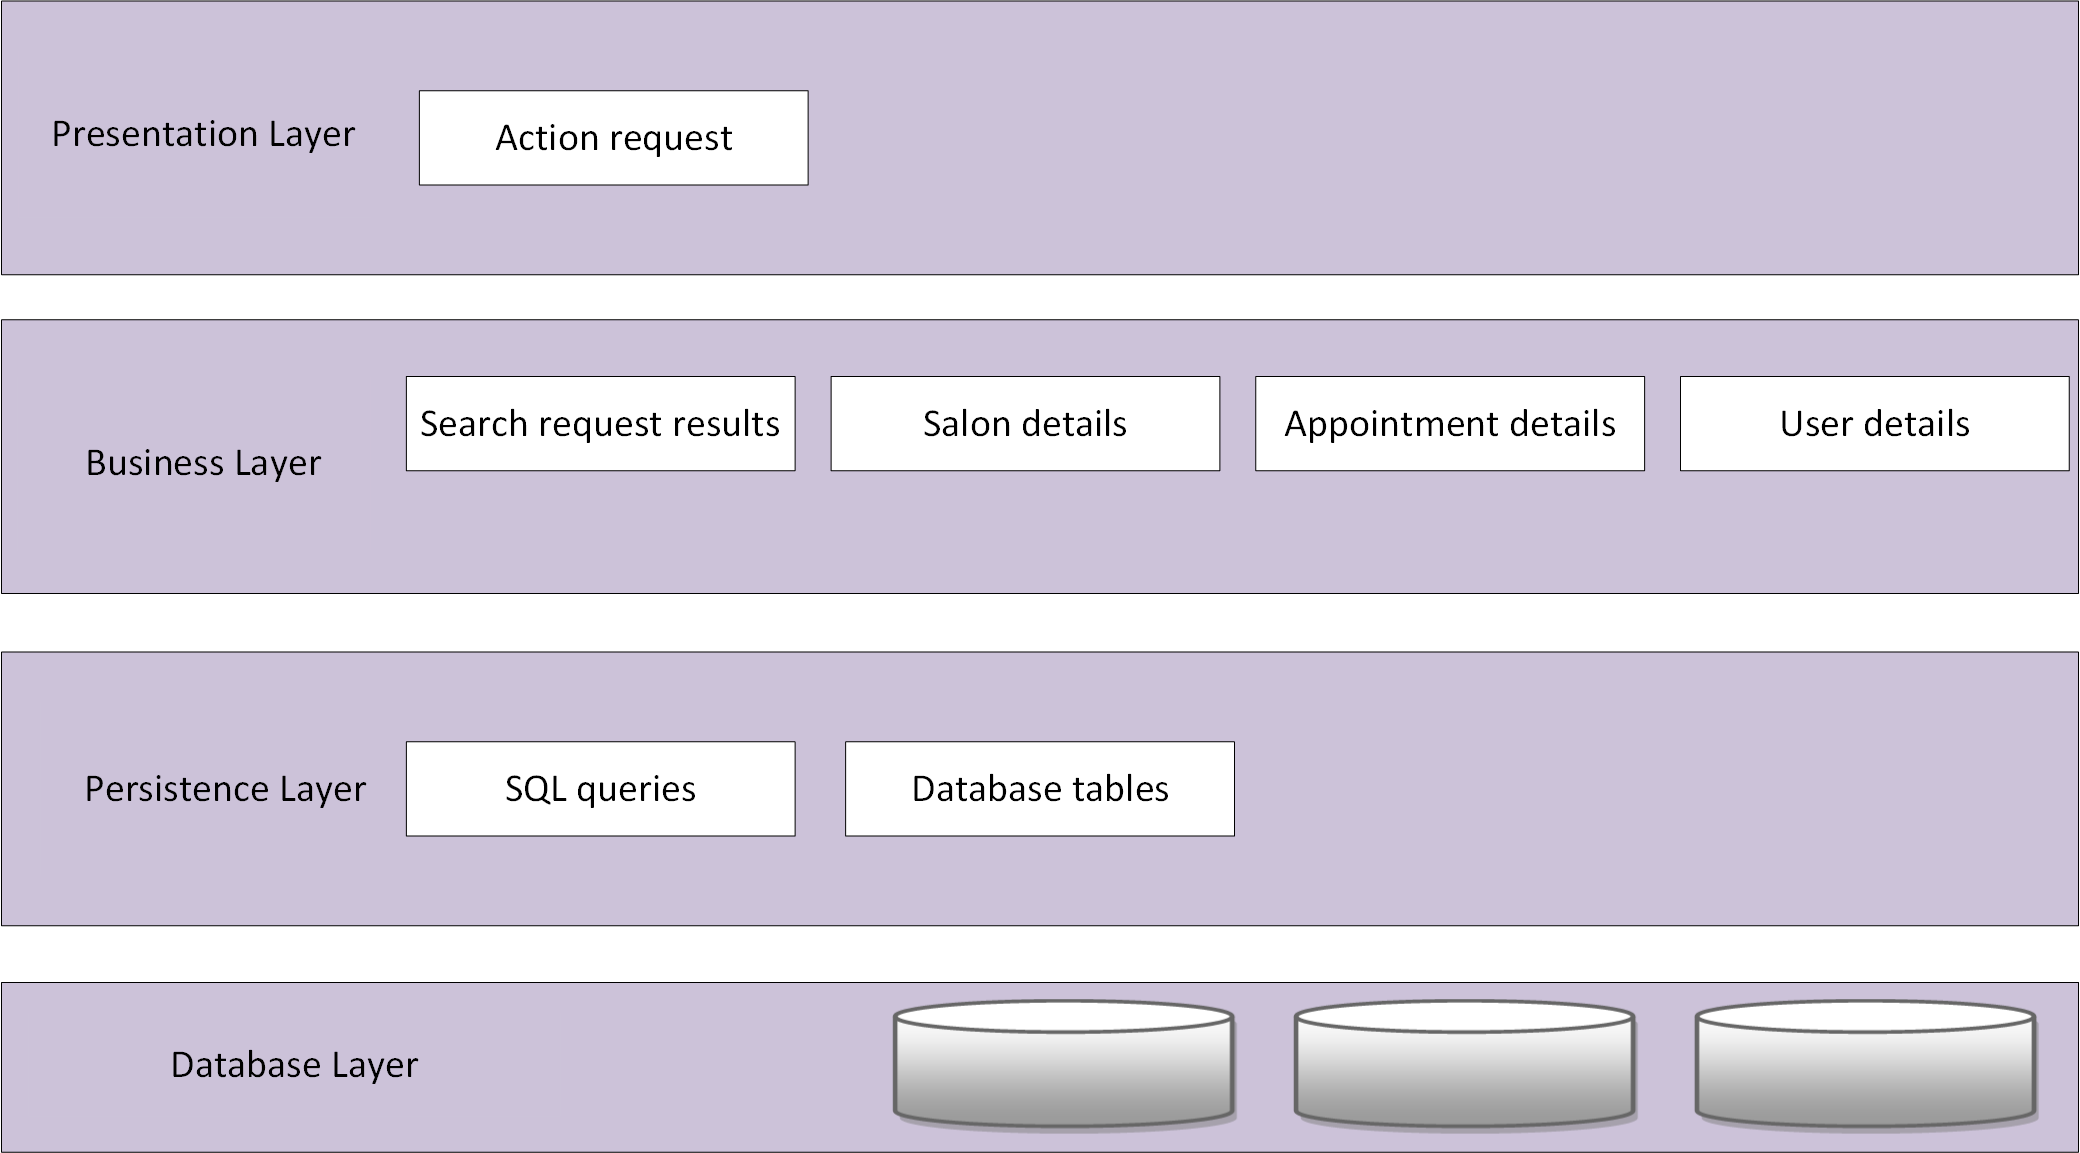 Presentation Layer
Action request
Business Layer
Search request results
Salon details
Appointment details
User details
Persistence Layer
SQL queries
Database tables
Database Layer